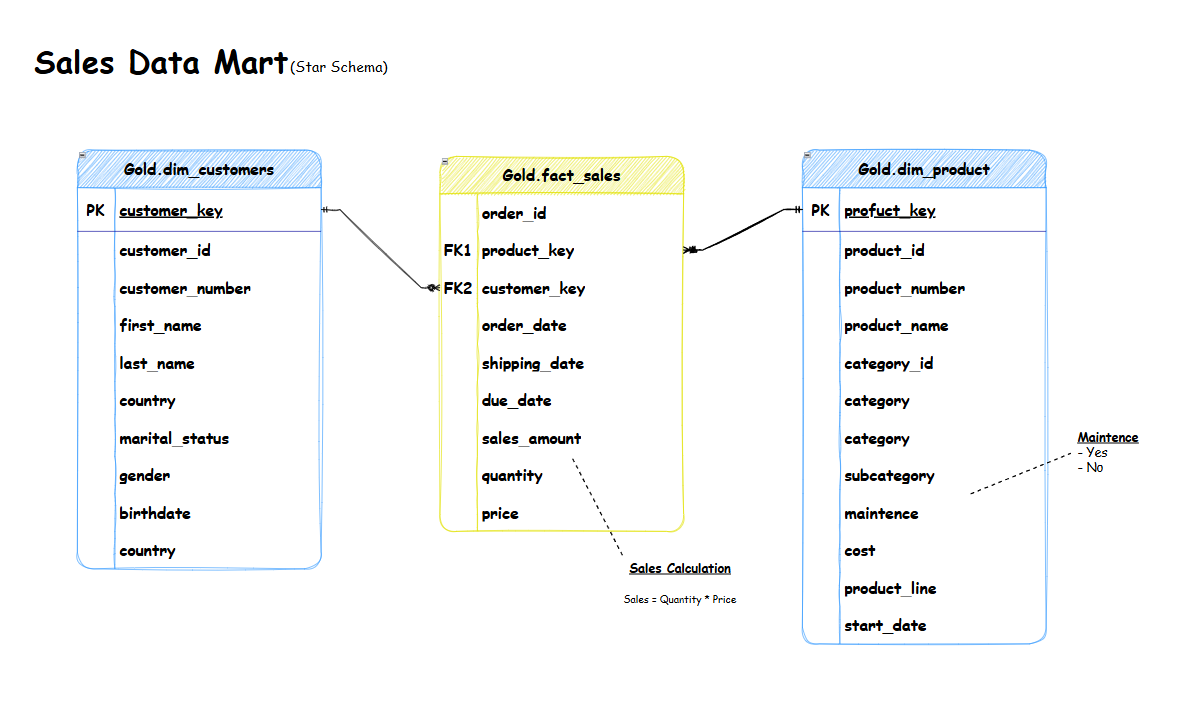 Sales Data Mart (Star Schema)
Gold.dim_customers
PK customer_key
customer_id
customer_number
first_name
last_name
country
marital_status
gender
birthdate
country
Gold.fact_sales
order_id
FK1 product_key
FK2 customer_key
order_date
shipping_date
due_date
sales_amount
quantity
price
Sales Calculation
Sales = Quantity * Price
Gold.dim_product
PK profuct_key
product_id
product_number
product_name
category_id
category
category
subcategory
maintence
cost
product_line
start_date
Maintence
- Yes
- No